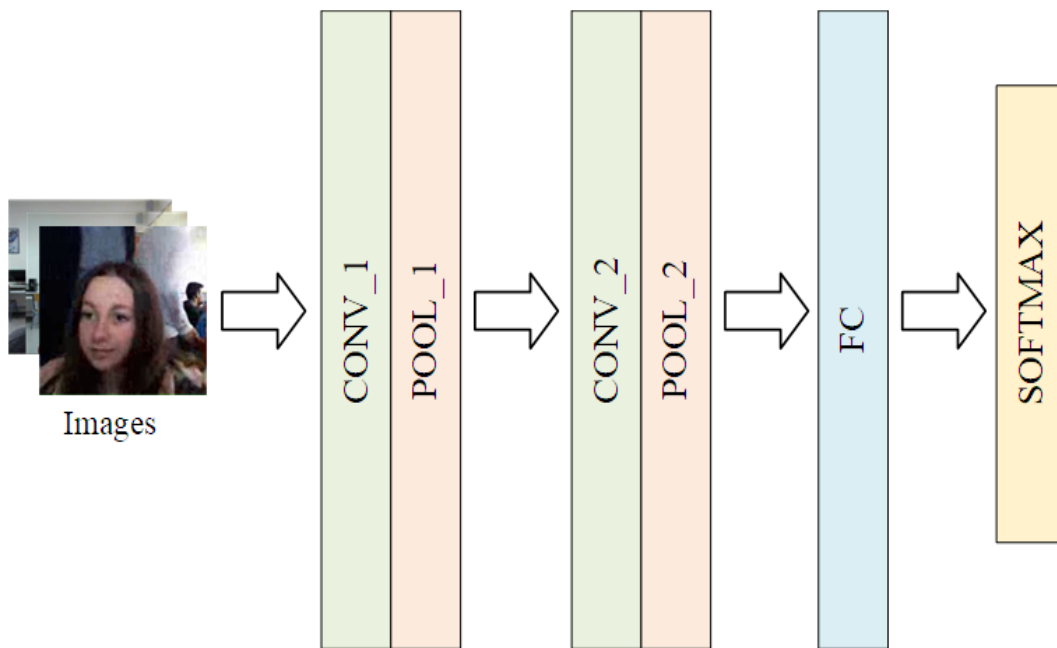 Images
CONV_1
POOL_1
CONV_2
POOL_2
FC
SOFTMAX